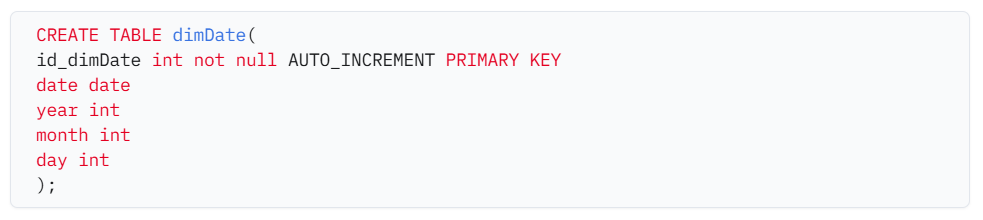 CREATE TABLE dimDate(
id_dimDate int not null AUTO_INCREMENT PRIMARY KEY
date date
year int
month int
day int
);